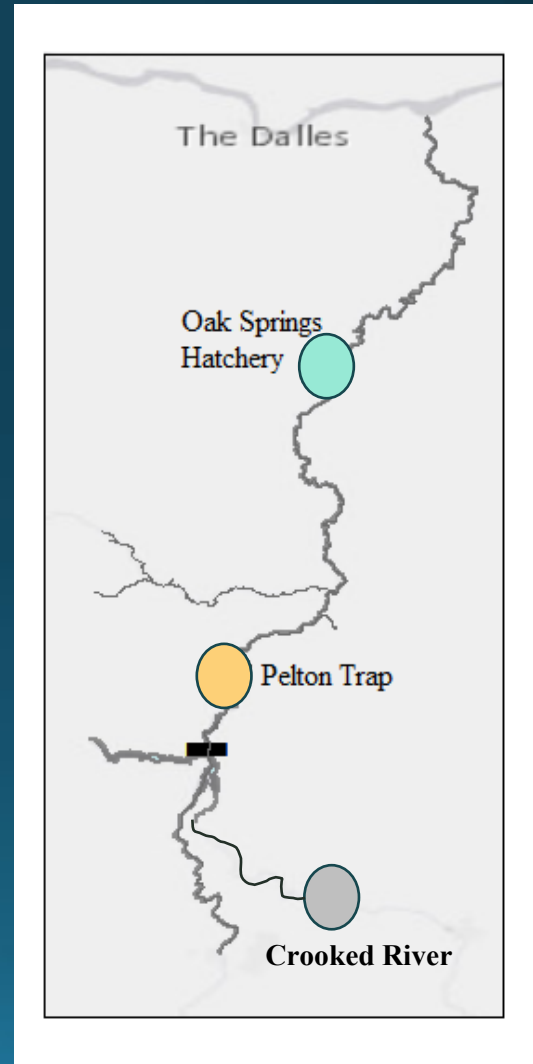 The Dalles
Oak Springs
Hatchery
Pelton Trap
Crooked River